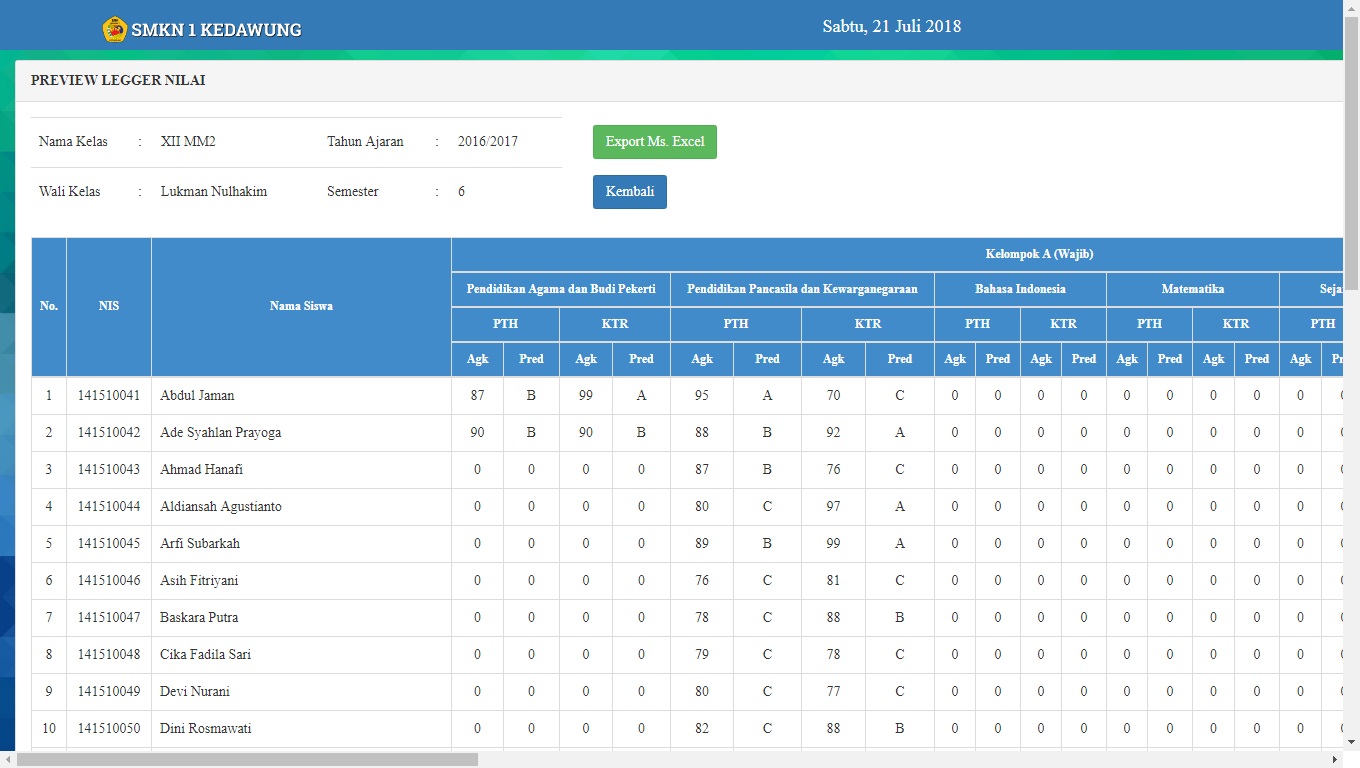 SMKN 1 KEDAWUNG Sabtu, 21 Juli 2018
PREVIEW LEGGER NILAI
Nama Kelas : XII MM2 Tahun Ajaran : 2016/2017 Export Ms. Excel
Wali Kelas : Lukman Nulhakim Semester : 6 Kembali
Kelompok A (Wajib)
Pendidikan Agama dan Budi Pekerti Pendidikan Pancasila dan Kewarganegaraan Bahasa Indonesia Matematika
No. NIS Nama Siswa
PTH KTR PTH KTR PTH KTR PTH KTR PTH
Agk Pred Agk Pred Agk Pred Agk Pred Agk Pred Agk Pred Agk Pred Agk Pred Agk
1 141510041 Abdul Jaman 87 B 99 A 95 A 70 C 0 0 0 0 0 0 0 0 0
2 141510042 Ade Syahlan Prayoga 90 B 90 B 88 B 92 A 0 0 0 0 0 0 0 0 0
3 141510043 Ahmad Hanafi 0 0 0 0 87 B 76 C 0 0 0 0 0 0 0 0 0
4 141510044 Aldiansah Agustianto 0 0 0 0 80 C 97 A 0 0 0 0 0 0 0 0 0
5 141510045 Arfi Subarkah 0 0 0 0 89 B 99 A 0 0 0 0 0 0 0 0 0
6 141510046 Asih Fitriyani 0 0 0 0 76 C 81 C 0 0 0 0 0 0 0 0 0
7 141510047 Baskara Putra 0 0 0 0 78 C 88 B 0 0 0 0 0 0 0 0 0
8 141510048 Cika Fadila Sari 0 0 0 0 79 C 78 C 0 0 0 0 0 0 0 0 0
9 141510049 Devi Nurani 0 0 0 0 80 C 77 C 0 0 0 0 0 0 0 0 0
10 141510050 Dini Rosmawati 0 0 0 0 82 C 88 B 0 0 0 0 0 0 0 0 0